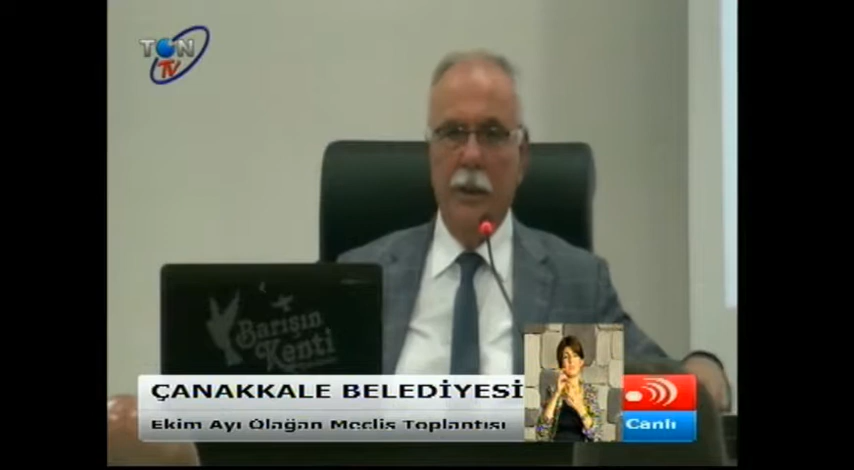 TON
TV
Barışın
Kenti
ÇANAKKALE BELEDİYESİ
Ekim Ayı Olağan Meclis Toplantısı
Canlı